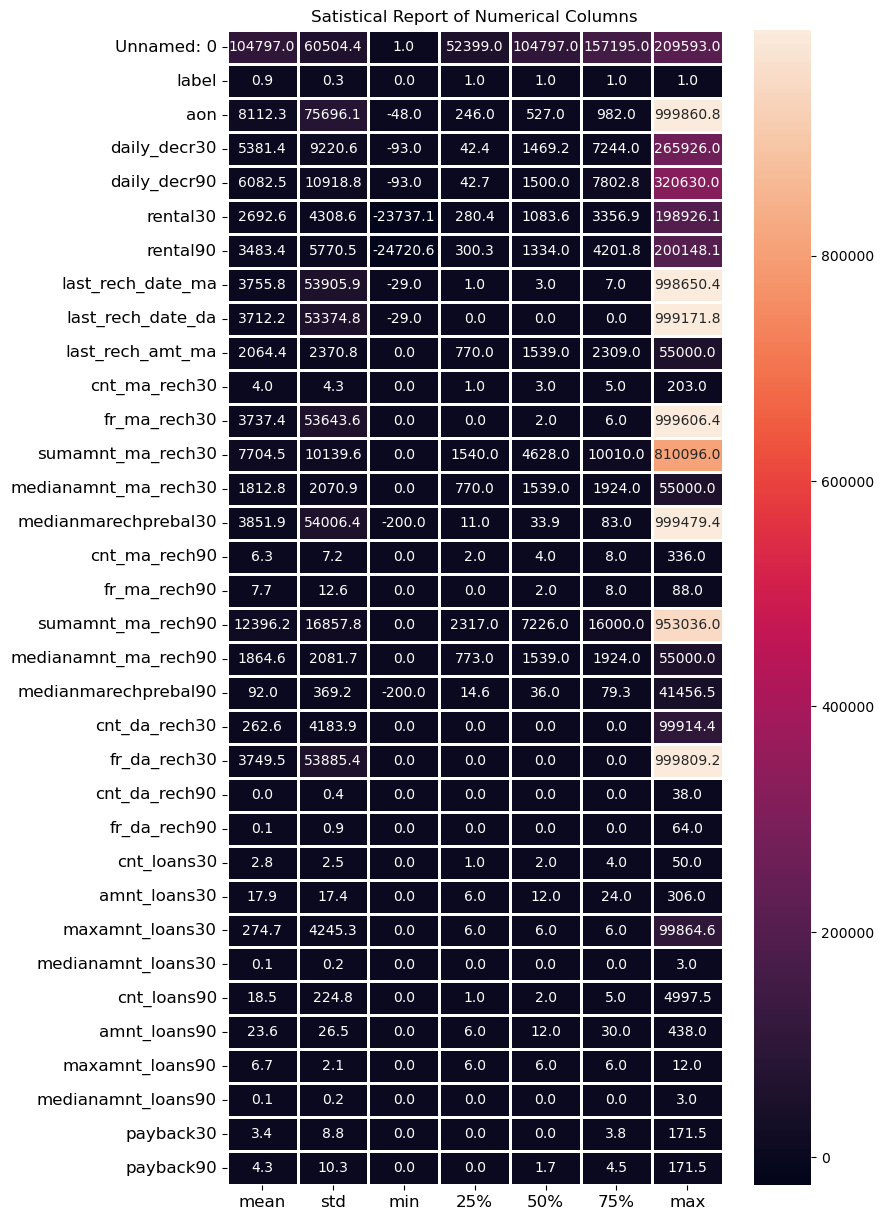 Satistical Report of Numerical Columns
Unnamed: 0 104797.0 60504.4 1.0 52399.0 104797.0 157195.0 209593.0
label 0.9 0.3 0.0 1.0 1.0 1.0 1.0
aon 8112.3 75696.1 -48.0 246.0 527.0 982.0 999860.8
daily_decr30 5381.4 9220.6 -93.0 42.4 1469.2 7244.0 265926.0
daily_decr90 6082.5 10918.8 -93.0 42.7 1500.0 7802.8 320630.0
rental30 2692.6 4308.6 -23737.1 280.4 1083.6 3356.9 198926.1
rental90 3483.4 5770.5 -24720.6 300.3 1334.0 4201.8 200148.1
800000
last_rech_date_ma 3755.8 53905.9 -29.0 1.0 3.0 7.0 998650.4
last_rech_date_da 3712.2 53374.8 -29.0 0.0 0.0 0.0 999171.8
last_rech_amt_ma 2064.4 2370.8 0.0 770.0 1539.0 2309.0 55000.0
cnt_ma_rech30 4.0 4.3 0.0 1.0 3.0 5.0 203.0
fr_ma_rech30 3737.4 53643.6 0.0 0.0 2.0 6.0 999606.4
sumamnt_ma_rech30 7704.5 10139.6 0.0 1540.0 4628.0 10010.0 810096.0
600000
medianamnt_ma_rech30 1812.8 2070.9 0.0 770.0 1539.0 1924.0 55000.0
medianmarechprebal30 3851.9 54006.4 -200.0 11.0 33.9 83.0 999479.4
cnt_ma_rech90 6.3 7.2 0.0 2.0 4.0 8.0 336.0
fr_ma_rech90 7.7 12.6 0.0 0.0 2.0 8.0 88.0
sumamnt_ma_rech90 12396.2 16857.8 0.0 2317.0 7226.0 16000.0 953036.0
medianamnt_ma_rech90 1864.6 2081.7 0.0 773.0 1539.0 1924.0 55000.0
medianmarechprebal90 92.0 369.2 -200.0 14.6 36.0 79.3 41456.5
400000
cnt_da_rech30 262.6 4183.9 0.0 0.0 0.0 0.0 99914.4
fr_da_rech30 3749.5 53885.4 0.0 0.0 0.0 0.0 999809.2
cnt_da_rech90 0.0 0.4 0.0 0.0 0.0 0.0 38.0
fr_da_rech90 0.1 0.9 0.0 0.0 0.0 0.0 64.0
cnt_loans30 2.8 2.5 0.0 1.0 2.0 4.0 50.0
amnt_loans30 17.9 17.4 0.0 6.0 12.0 24.0 306.0
maxamnt_loans30 274.7 4245.3 0.0 6.0 6.0 6.0 99864.6
200000
medianamnt_loans30 0.1 0.2 0.0 0.0 0.0 0.0 3.0
cnt_loans90 18.5 224.8 0.0 1.0 2.0 5.0 4997.5
amnt_loans90 23.6 26.5 0.0 6.0 12.0 30.0 438.0
maxamnt_loans90 6.7 2.1 0.0 6.0 6.0 6.0 12.0
medianamnt_loans90 0.1 0.2 0.0 0.0 0.0 0.0 3.0
payback30 3.4 8.8 0.0 0.0 0.0 3.8 171.5
payback90 4.3 10.3 0.0 0.0 1.7 4.5 171.5
0
mean std min 25% 50% 75% max